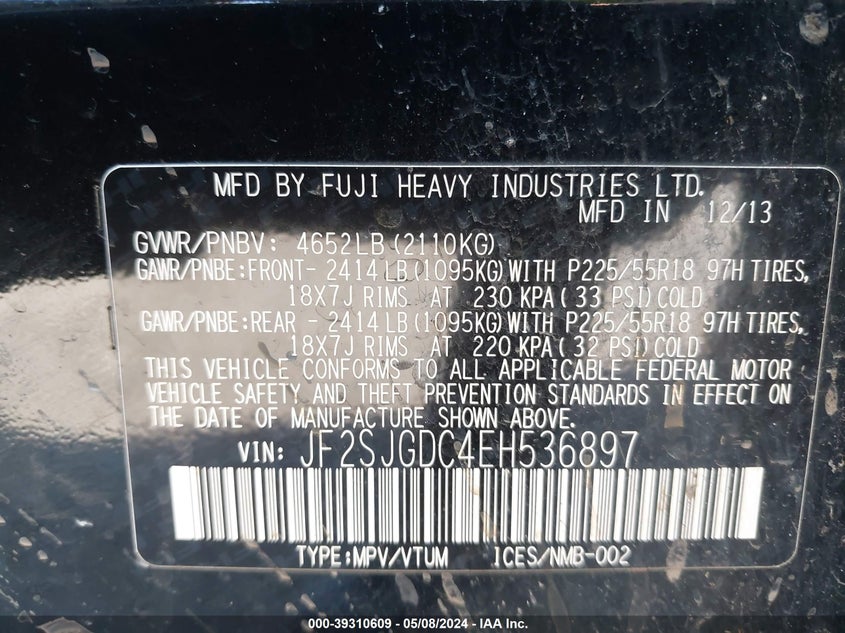 MFD BY FUJI HEAVY INDUSTRIES LTD.
MFD IN 12/13
GVWR/PNBV: 4652LB(2110KG)
GAWR/PNBE:FRONT- 2414LB(1095KG)WITH P225/55R18 97H TIRES,
18X7J RIMS AT 230 KPA( 33 PSI)COLD
GAWR/PNBE:REAR - 2414LB(1095KG)WITH P225/55R18 97H TIRES,
18X7J RIMS AT 220 KPA( 32 PSI)COLD
THIS VEHICLE CONFORMS TO ALL APPLICABLE FEDERAL MOTOR
VEHICLE SAFETY AND THEFT PREVENTION STANDARDS IN EFFECT ON
THE DATE OF MANUFACTURE SHOWN ABOVE.
VIN: JF2SJGDC4EH536897
TYPE:MPV/VTUM ICES/NMB-002
000-39310609 - 05/08/2024 - IAA Inc.